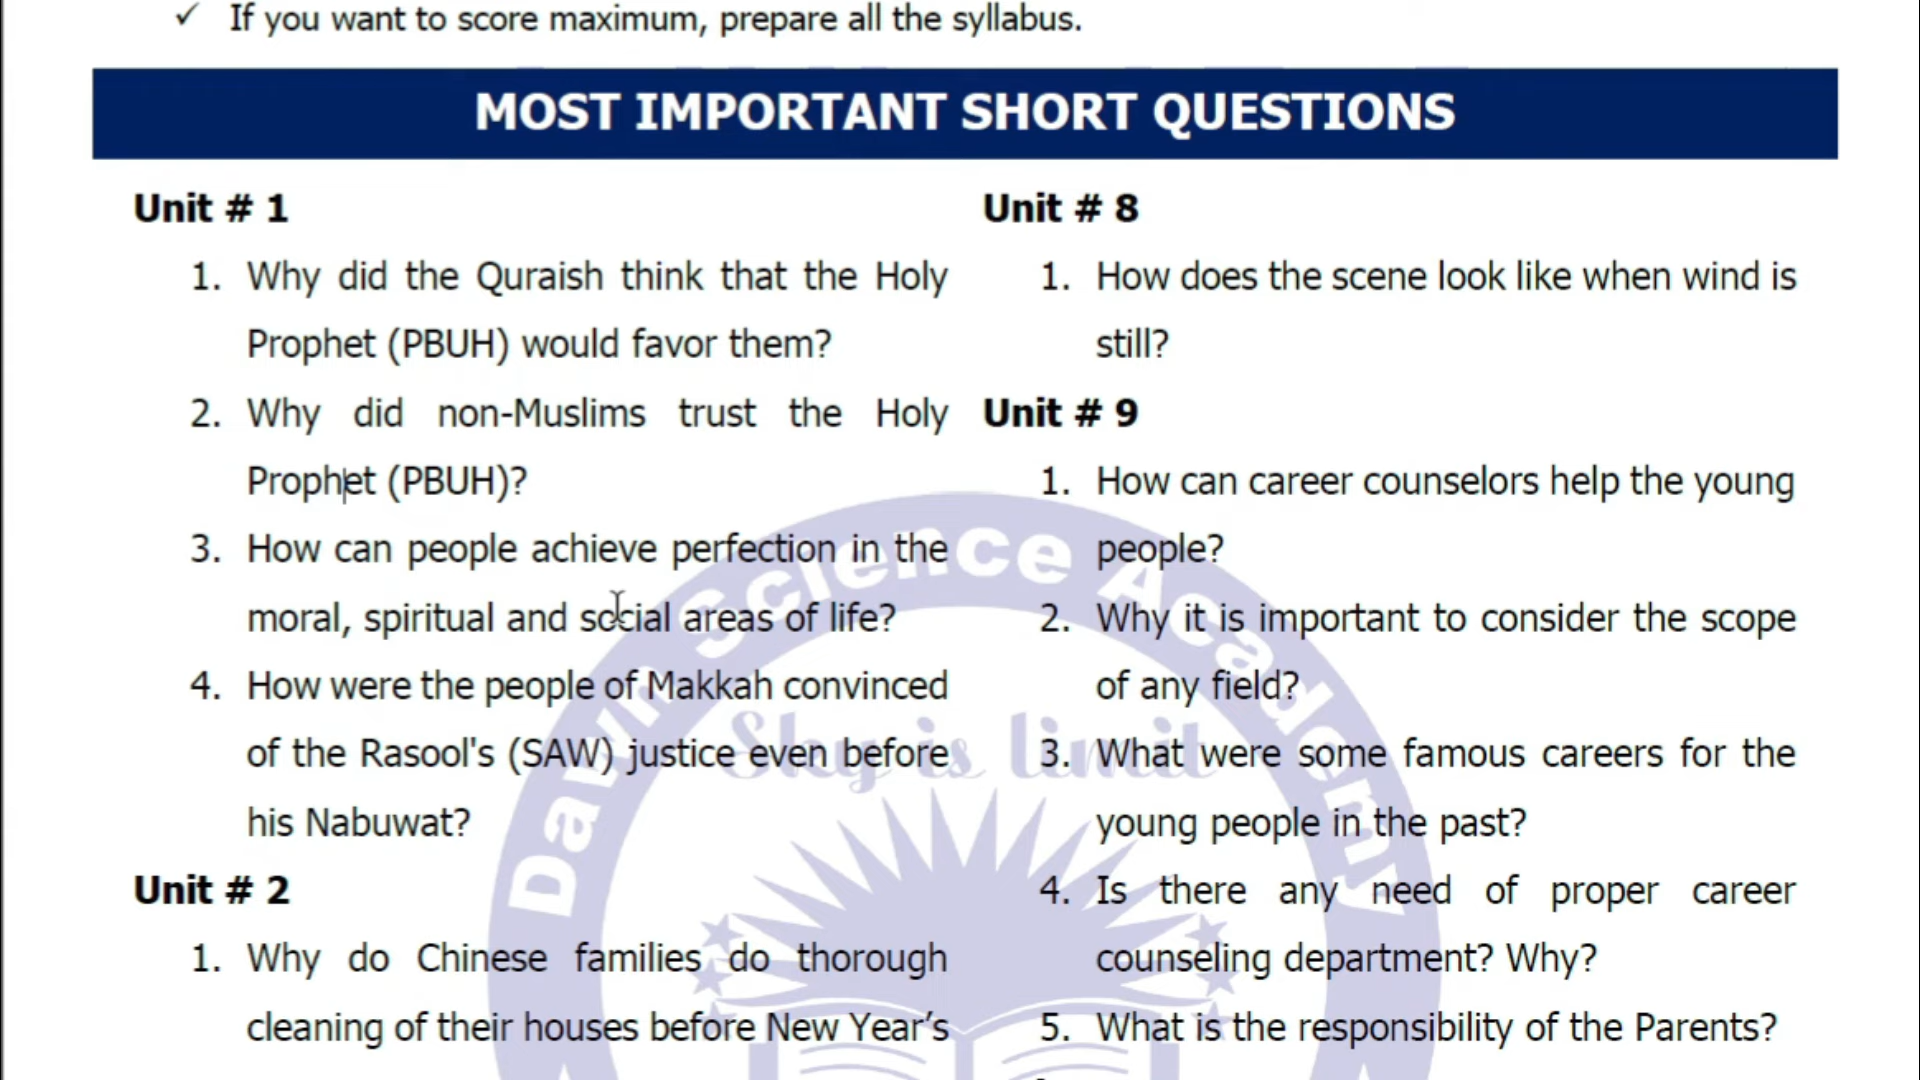 ✓ If you want to score maximum, prepare all the syllabus.
MOST IMPORTANT SHORT QUESTIONS
Unit # 1
1. Why did the Quraish think that the Holy
Prophet (PBUH) would favor them?
2. Why did non-Muslims trust the Holy
Prophet (PBUH)?
3. How can people achieve perfection in the
moral, spiritual and social areas of life?
4. How were the people of Makkah convinced
of the Rasool's (SAW) justice even before
his Nabuwat?
Unit # 2
1. Why do Chinese families do thorough
cleaning of their houses before New Year’s
Unit # 8
1. How does the scene look like when wind is
still?
Unit # 9
1. How can career counselors help the young
people?
2. Why it is important to consider the scope
of any field?
3. What were some famous careers for the
young people in the past?
4. Is there any need of proper career
counseling department? Why?
5. What is the responsibility of the Parents?
Dawn Science Academy
Sky is limit